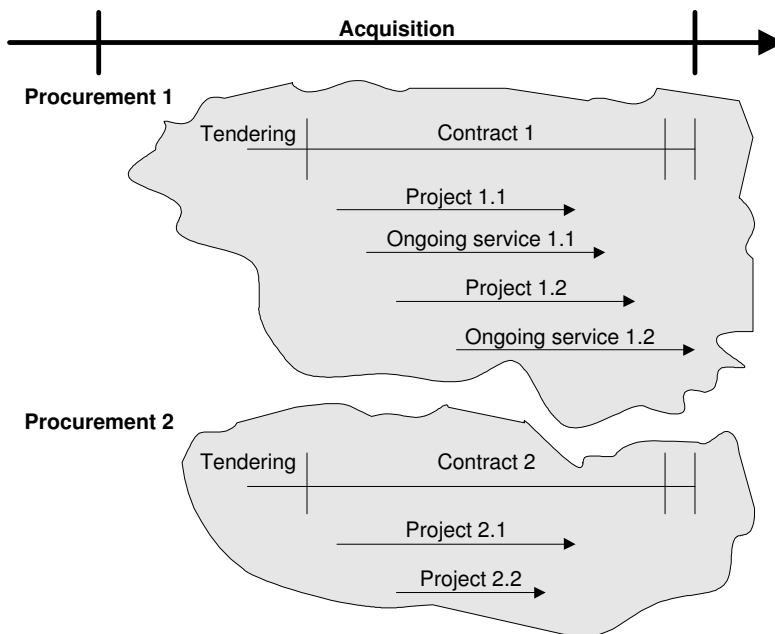 Acquisition
Procurement 1
Tendering
Contract 1
Project 1.1
Ongoing service 1.1
Project 1.2
Ongoing service 1.2
Procurement 2
Tendering
Contract 2
Project 2.1
Project 2.2